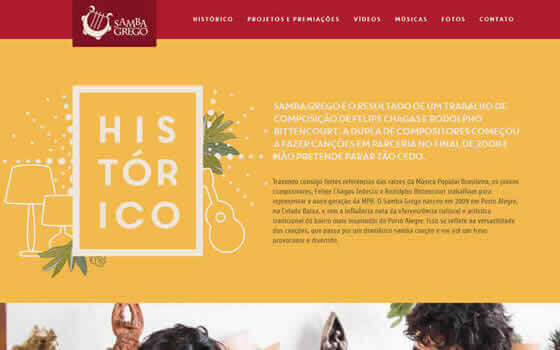 SAMBA
GREGO
HISTÓRICO
PROJETOS E PREMIAÇÕES
VÍDEOS
MÚSICAS
FOTOS
CONTATO
HIS
TÓR
ICO
SAMBA GREGO É O RESULTADO DE UM TRABALHO DE
COMPOSIÇÃO DE FELIPE CHAGAS E RODOLPHO
BITTENCOURT. A DUPLA DE COMPOSITORES COMEÇOU
A FAZER CANÇÕES EM PARCERIA NO FINAL DE 2008 E
NÃO PRETENDE PARAR TÃO CEDO.
Trazendo consigo fortes referências das raízes da Música Popular Brasileira, os jovens
compositores, Felipe Chagas Tedesco e Rodolpho Bittencourt trabalham para
representar a nova geração da MPB. O Samba Grego nasceu em 2009 em Porto Alegre,
na Cidade Baixa, e tem a influência nata da efervescência cultural e artística
tradicional do bairro mais inspirador de Porto Alegre. Isso se reflete na versatilidade
das canções, que passa por um dramático samba canção e vai até um frevo
provocante e divertido.